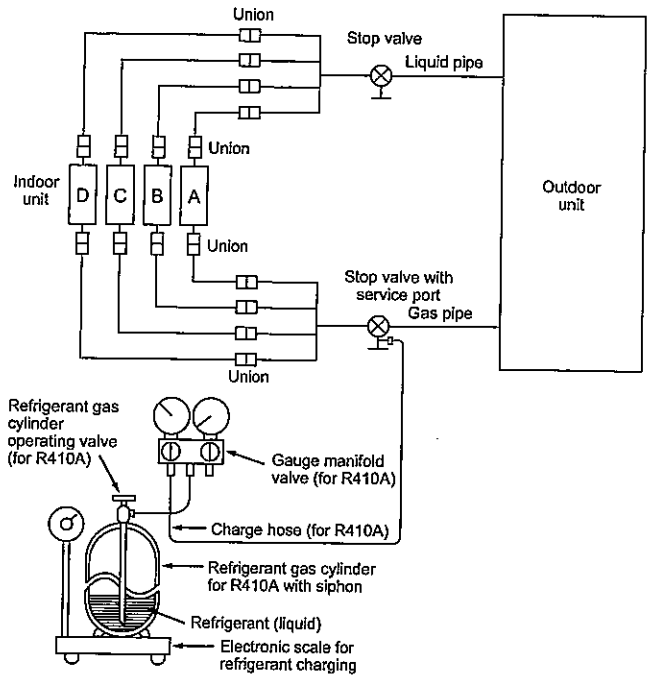 Union
Stop valve
Liquid pipe
Union
Indoor
unit
D
C
B
A
Outdoor
unit
Union
Stop valve with
service port
Gas pipe
Union
Refrigerant gas
cylinder
operating valve
(for R410A)
Gauge manifold
valve (for R410A)
Charge hose (for R410A)
Refrigerant gas cylinder
for R410A with siphon
Refrigerant (liquid)
Electronic scale for
refrigerant charging